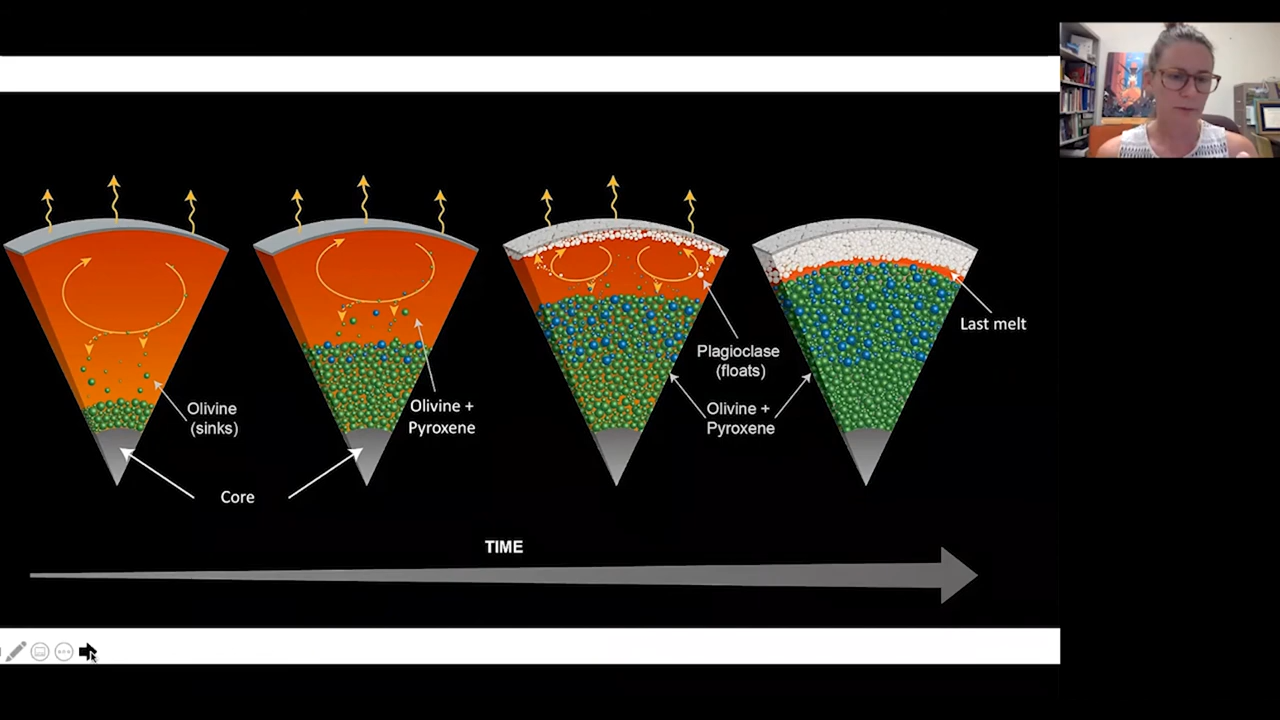 Olivine
(sinks)
Core
Olivine +
Pyroxene
Plagioclase
(floats)
Olivine +
Pyroxene
Last melt
TIME